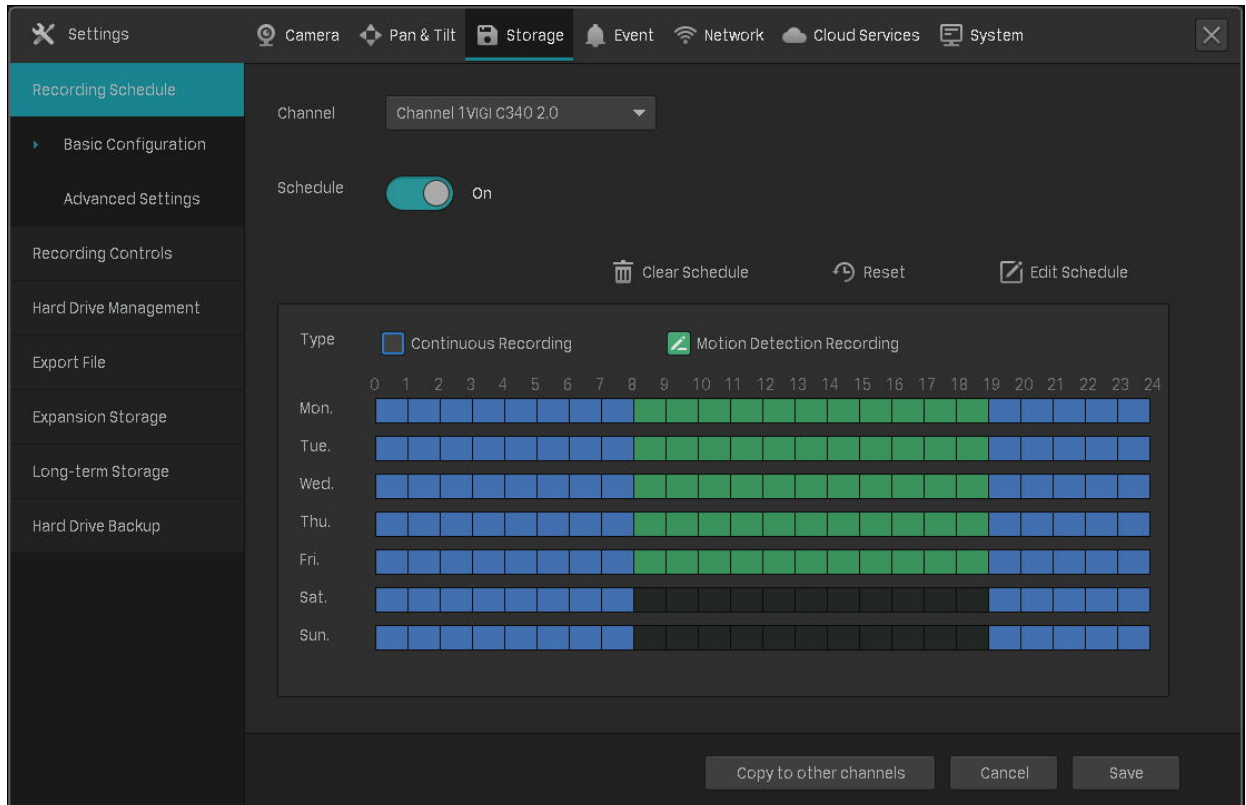 Settings Camera Pan & Tilt Storage Event Network Cloud Services System
Recording Schedule
Basic Configuration
Advanced Settings
Recording Controls
Hard Drive Management
Export File
Expansion Storage
Long-term Storage
Hard Drive Backup
Channel Channel 1 VIGI C340 2.0
Schedule On
Clear Schedule Reset Edit Schedule
Type Continuous Recording Motion Detection Recording
0 1 2 3 4 5 6 7 8 9 10 11 12 13 14 15 16 17 18 19 20 21 22 23 24
Mon.
Tue.
Wed.
Thu.
Fri.
Sat.
Sun.
Copy to other channels Cancel Save